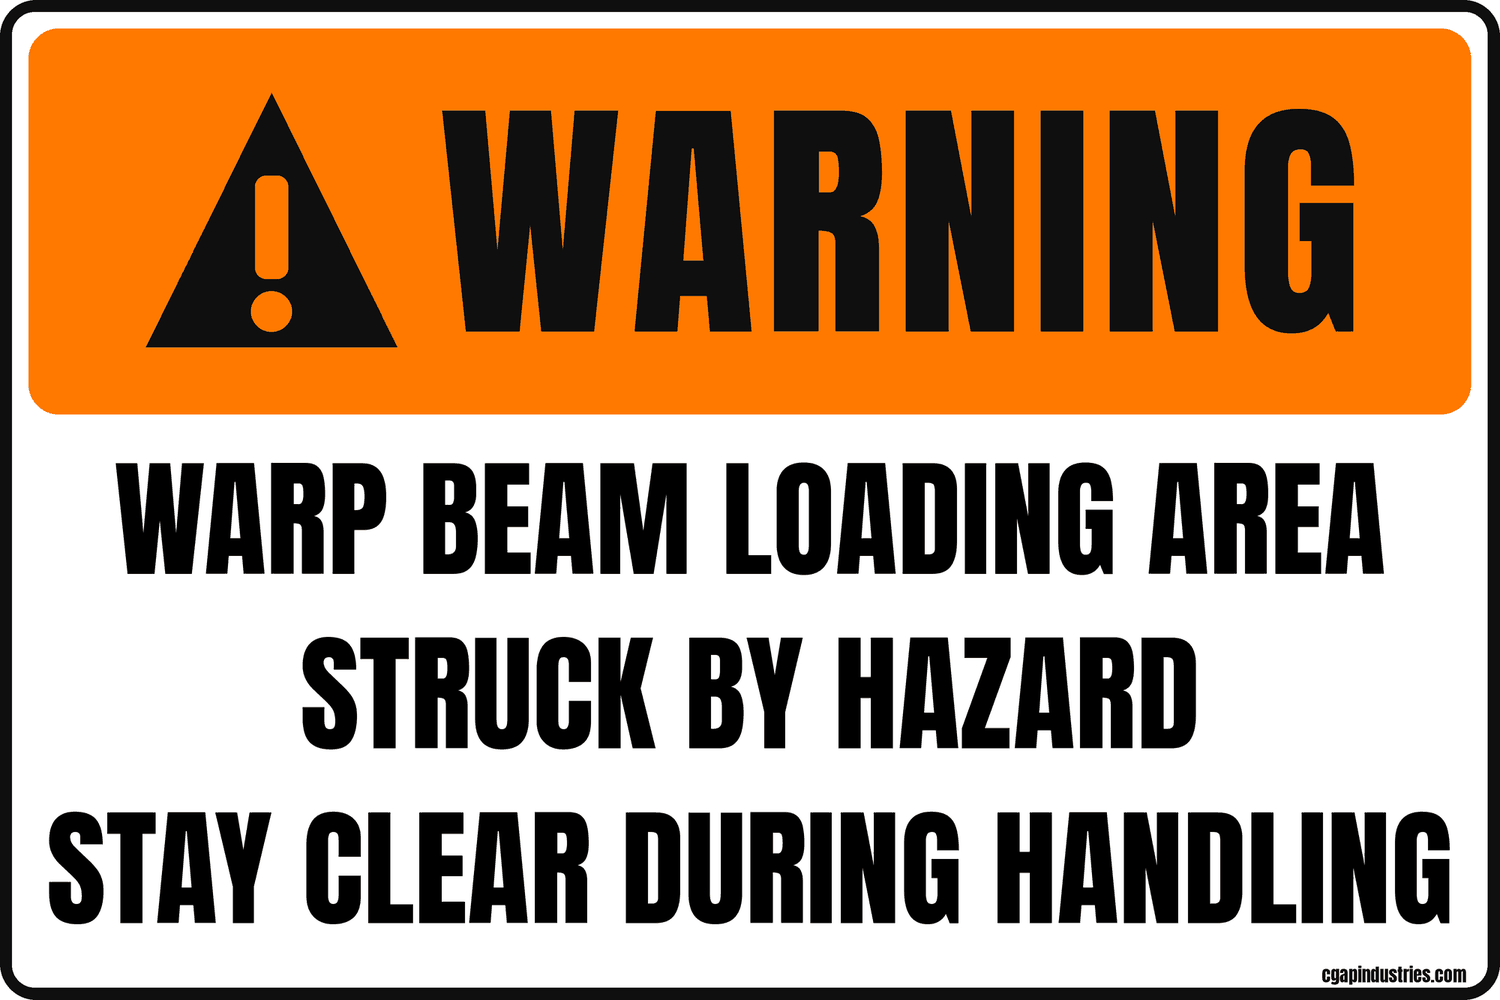 WARNING
WARP BEAM LOADING AREA
STRUCK BY HAZARD
STAY CLEAR DURING HANDLING
cgapindustries.com